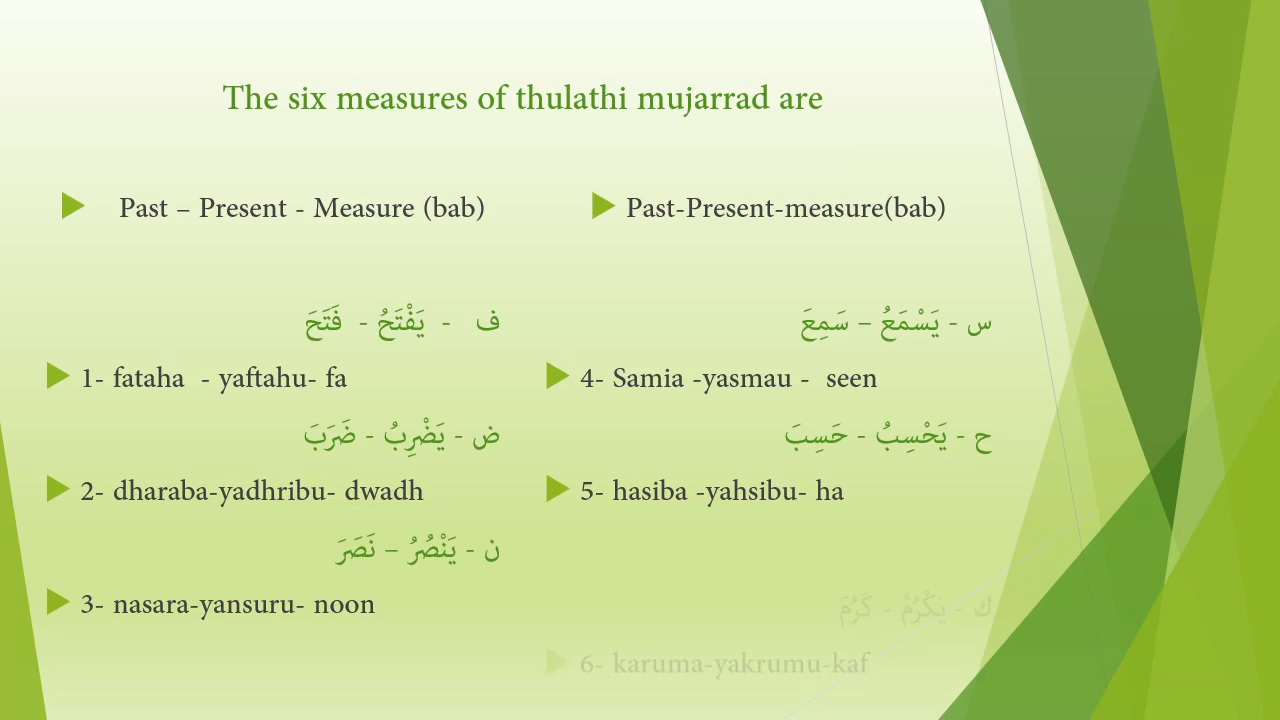 The six measures of thulathi mujarrad are
Past – Present - Measure (bab)
ف - يَفْتَحُ - فَتَحَ
1- fataha - yaftahu- fa
ض - يَضْرِبُ - ضَرَبَ
2- dharaba-yadhribu- dwadh
ن - يَنْصُرُ – نَصَرَ
3- nasara-yansuru- noon
Past-Present-measure(bab)
س - يَسْمَعُ – سَمِعَ
4- Samia -yasmau - seen
ح - يَحْسِبُ - حَسِبَ
5- hasiba -yahsibu- ha
ك - يَكْرُمُ - كَرُمَ
6- karuma-yakrumu-kaf